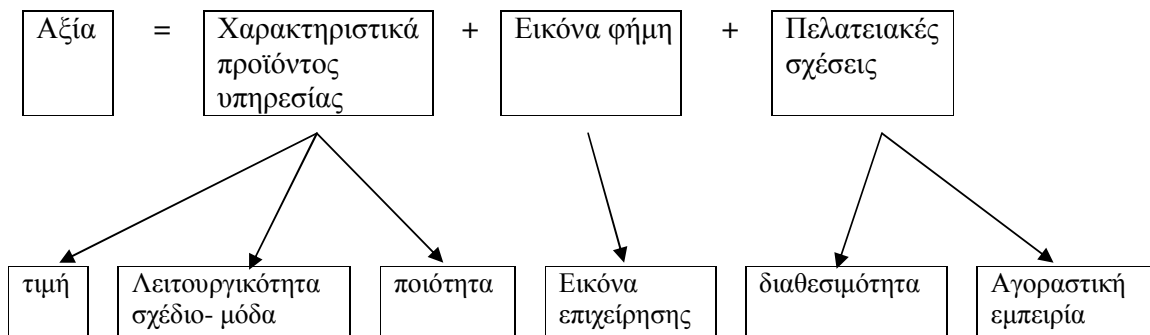 Αξία = Χαρακτηριστικά προϊόντος υπηρεσίας + Εικόνα φήμη + Πελατειακές σχέσεις
τιμή
Λειτουργικότητα
σχέδιο- μόδα
ποιότητα
Εικόνα
επιχείρησης
διαθεσιμότητα
Αγοραστική
εμπειρία